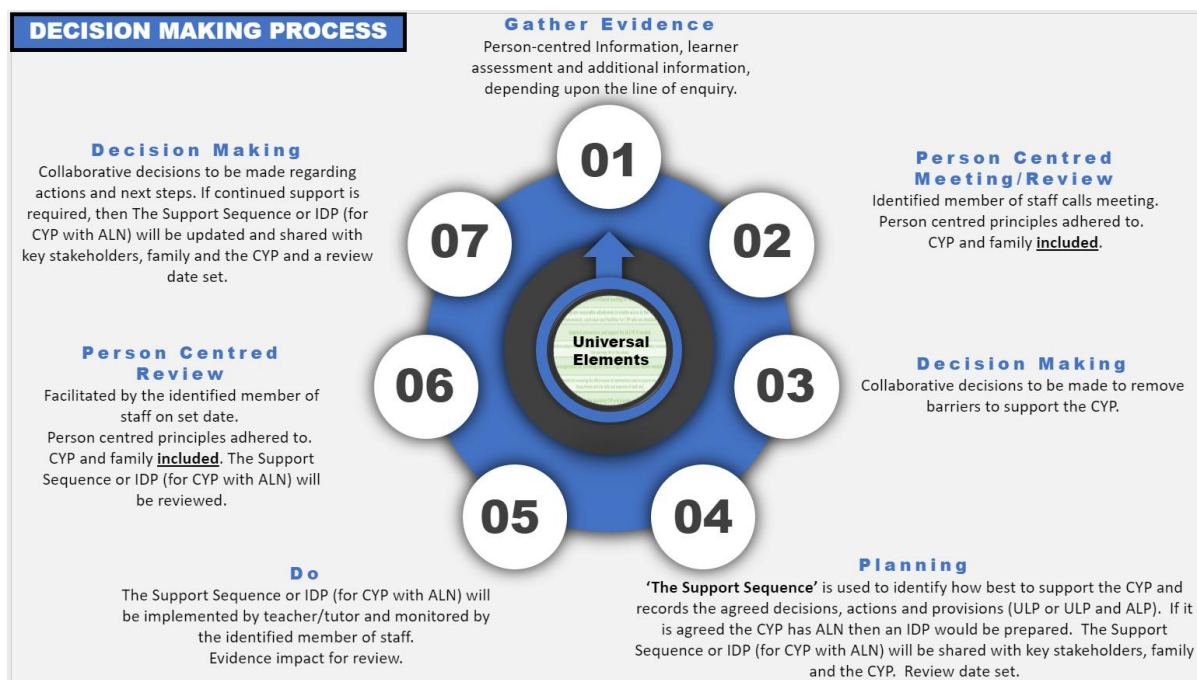 DECISION MAKING PROCESS
Gather Evidence
Person-centred Information, learner
assessment and additional information,
depending upon the line of enquiry.
01
Person Centred
Meeting/Review
Identified member of staff calls meeting.
Person centred principles adhered to.
CYP and family included.
02
Decision Making
Collaborative decisions to be made to remove
barriers to support the CYP.
03
Planning
‘The Support Sequence’ is used to identify how best to support the CYP and
records the agreed decisions, actions and provisions (ULP or ULP and ALP).  If it
is agreed the CYP has ALN then an IDP would be prepared.  The Support
Sequence or IDP (for CYP with ALN) will be shared with key stakeholders, family
and the CYP.  Review date set.
04
Do
The Support Sequence or IDP (for CYP with ALN) will
be implemented by teacher/tutor and monitored by
the identified member of staff.
Evidence impact for review.
05
Person Centred
Review
Facilitated by the identified member of
staff on set date.
Person centred principles adhered to.
CYP and family included. The Support
Sequence or IDP (for CYP with ALN) will
be reviewed.
06
Decision Making
Collaborative decisions to be made regarding
actions and next steps. If continued support is
required, then The Support Sequence or IDP (for
CYP with ALN) will be updated and shared with
key stakeholders, family and the CYP and a review
date set.
07
Universal
Elements